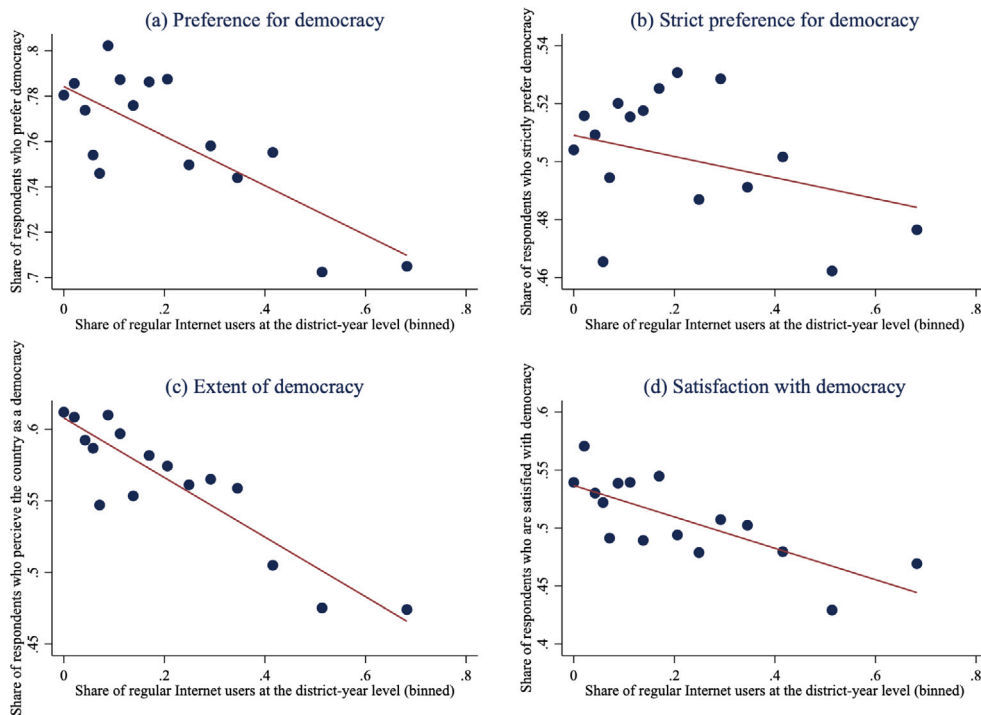 (a) Preference for democracy
Share of respondents who prefer democracy
.8
.78
.76
.74
.72
.7
0 .2 .4 .6 .8
Share of regular Internet users at the district-year level (binned)
(b) Strict preference for democracy
Share of respondents who strictly prefer democracy
.54
.52
.5
.48
.46
0 .2 .4 .6 .8
Share of regular Internet users at the district-year level (binned)
(c) Extent of democracy
Share of respondents who percieve the country as a democracy
.6
.55
.5
.45
0 .2 .4 .6 .8
Share of regular Internet users at the district-year level (binned)
(d) Satisfaction with democracy
Share of respondents who are satisfied with democracy
.6
.55
.5
.45
.4
0 .2 .4 .6 .8
Share of regular Internet users at the district-year level (binned)